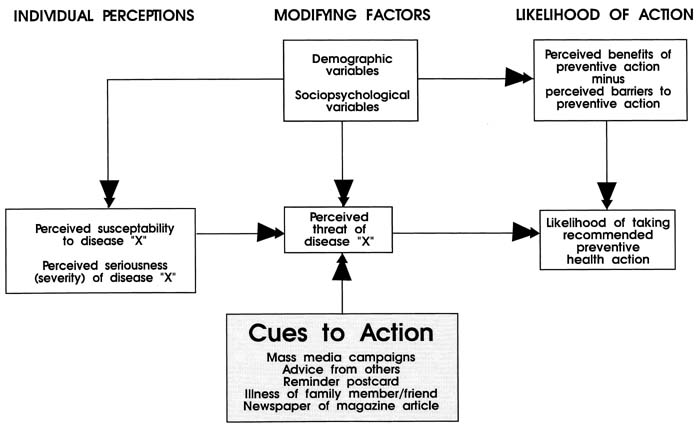 INDIVIDUAL PERCEPTIONS
MODIFYING FACTORS
LIKELIHOOD OF ACTION
Demographic
variables
Sociopsychological
variables
Perceived benefits of
preventive action
minus
perceived barriers to
preventive action
Perceived susceptability
to disease "X"
Perceived seriousness
(severity) of disease "X"
Perceived
threat of
disease "X"
Likelihood of taking
recommended
preventive
health action
Cues to Action
Mass media campaigns
Advice from others
Reminder postcard
Illness of family member/friend
Newspaper of magazine article